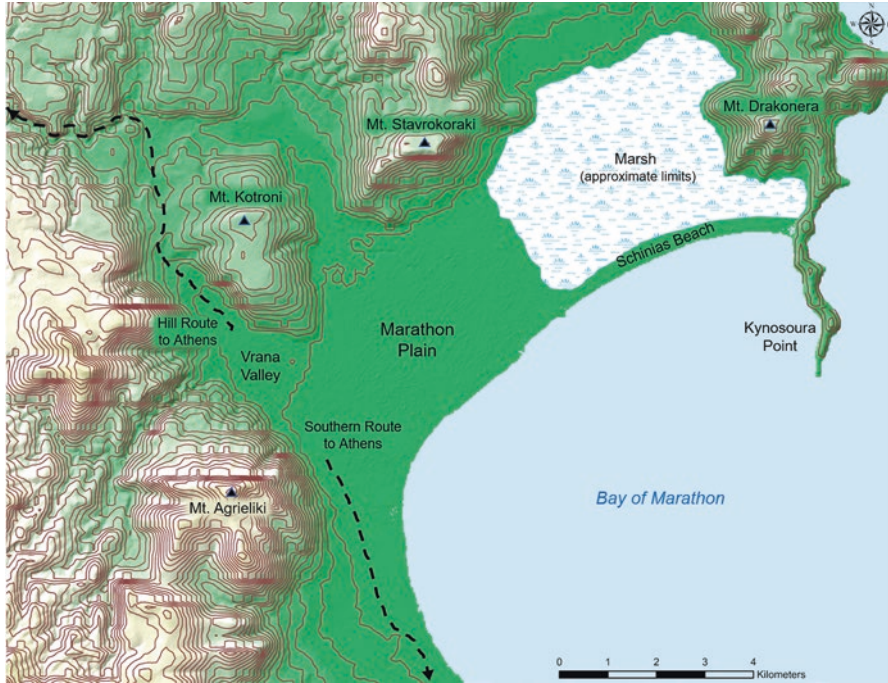 Mt. Drakonera
Mt. Stavrokoraki
Marsh
(approximate limits)
Mt. Kotroni
Schinias Beach
Hill Route
to Athens
Vrana
Valley
Marathon
Plain
Kynosoura
Point
Southern Route
to Athens
Mt. Agrieliki
Bay of Marathon
0 1 2 3 4
Kilometers